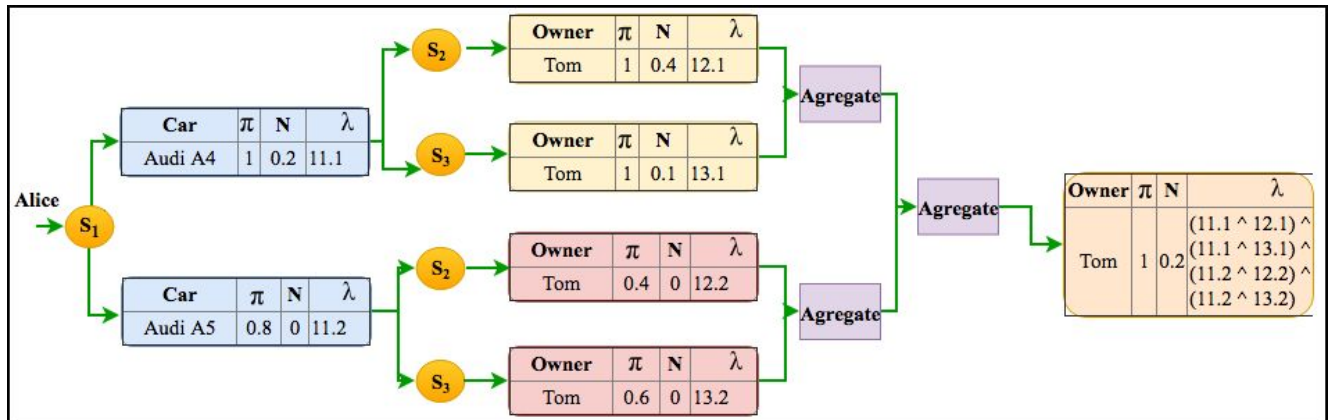 Alice
S1
Car π N λ
Audi A4 1 0.2 11.1
Car π N λ
Audi A5 0.8 0 11.2
S2
Owner π N λ
Tom 1 0.4 12.1
S3
Owner π N λ
Tom 1 0.1 13.1
S2
Owner π N λ
Tom 0.4 0 12.2
S3
Owner π N λ
Tom 0.6 0 13.2
Agregate
Agregate
Agregate
Owner π N λ
Tom 1 0.2 (11.1 ^ 12.1) ^
(11.1 ^ 13.1) ^
(11.2 ^ 12.2) ^
(11.2 ^ 13.2)